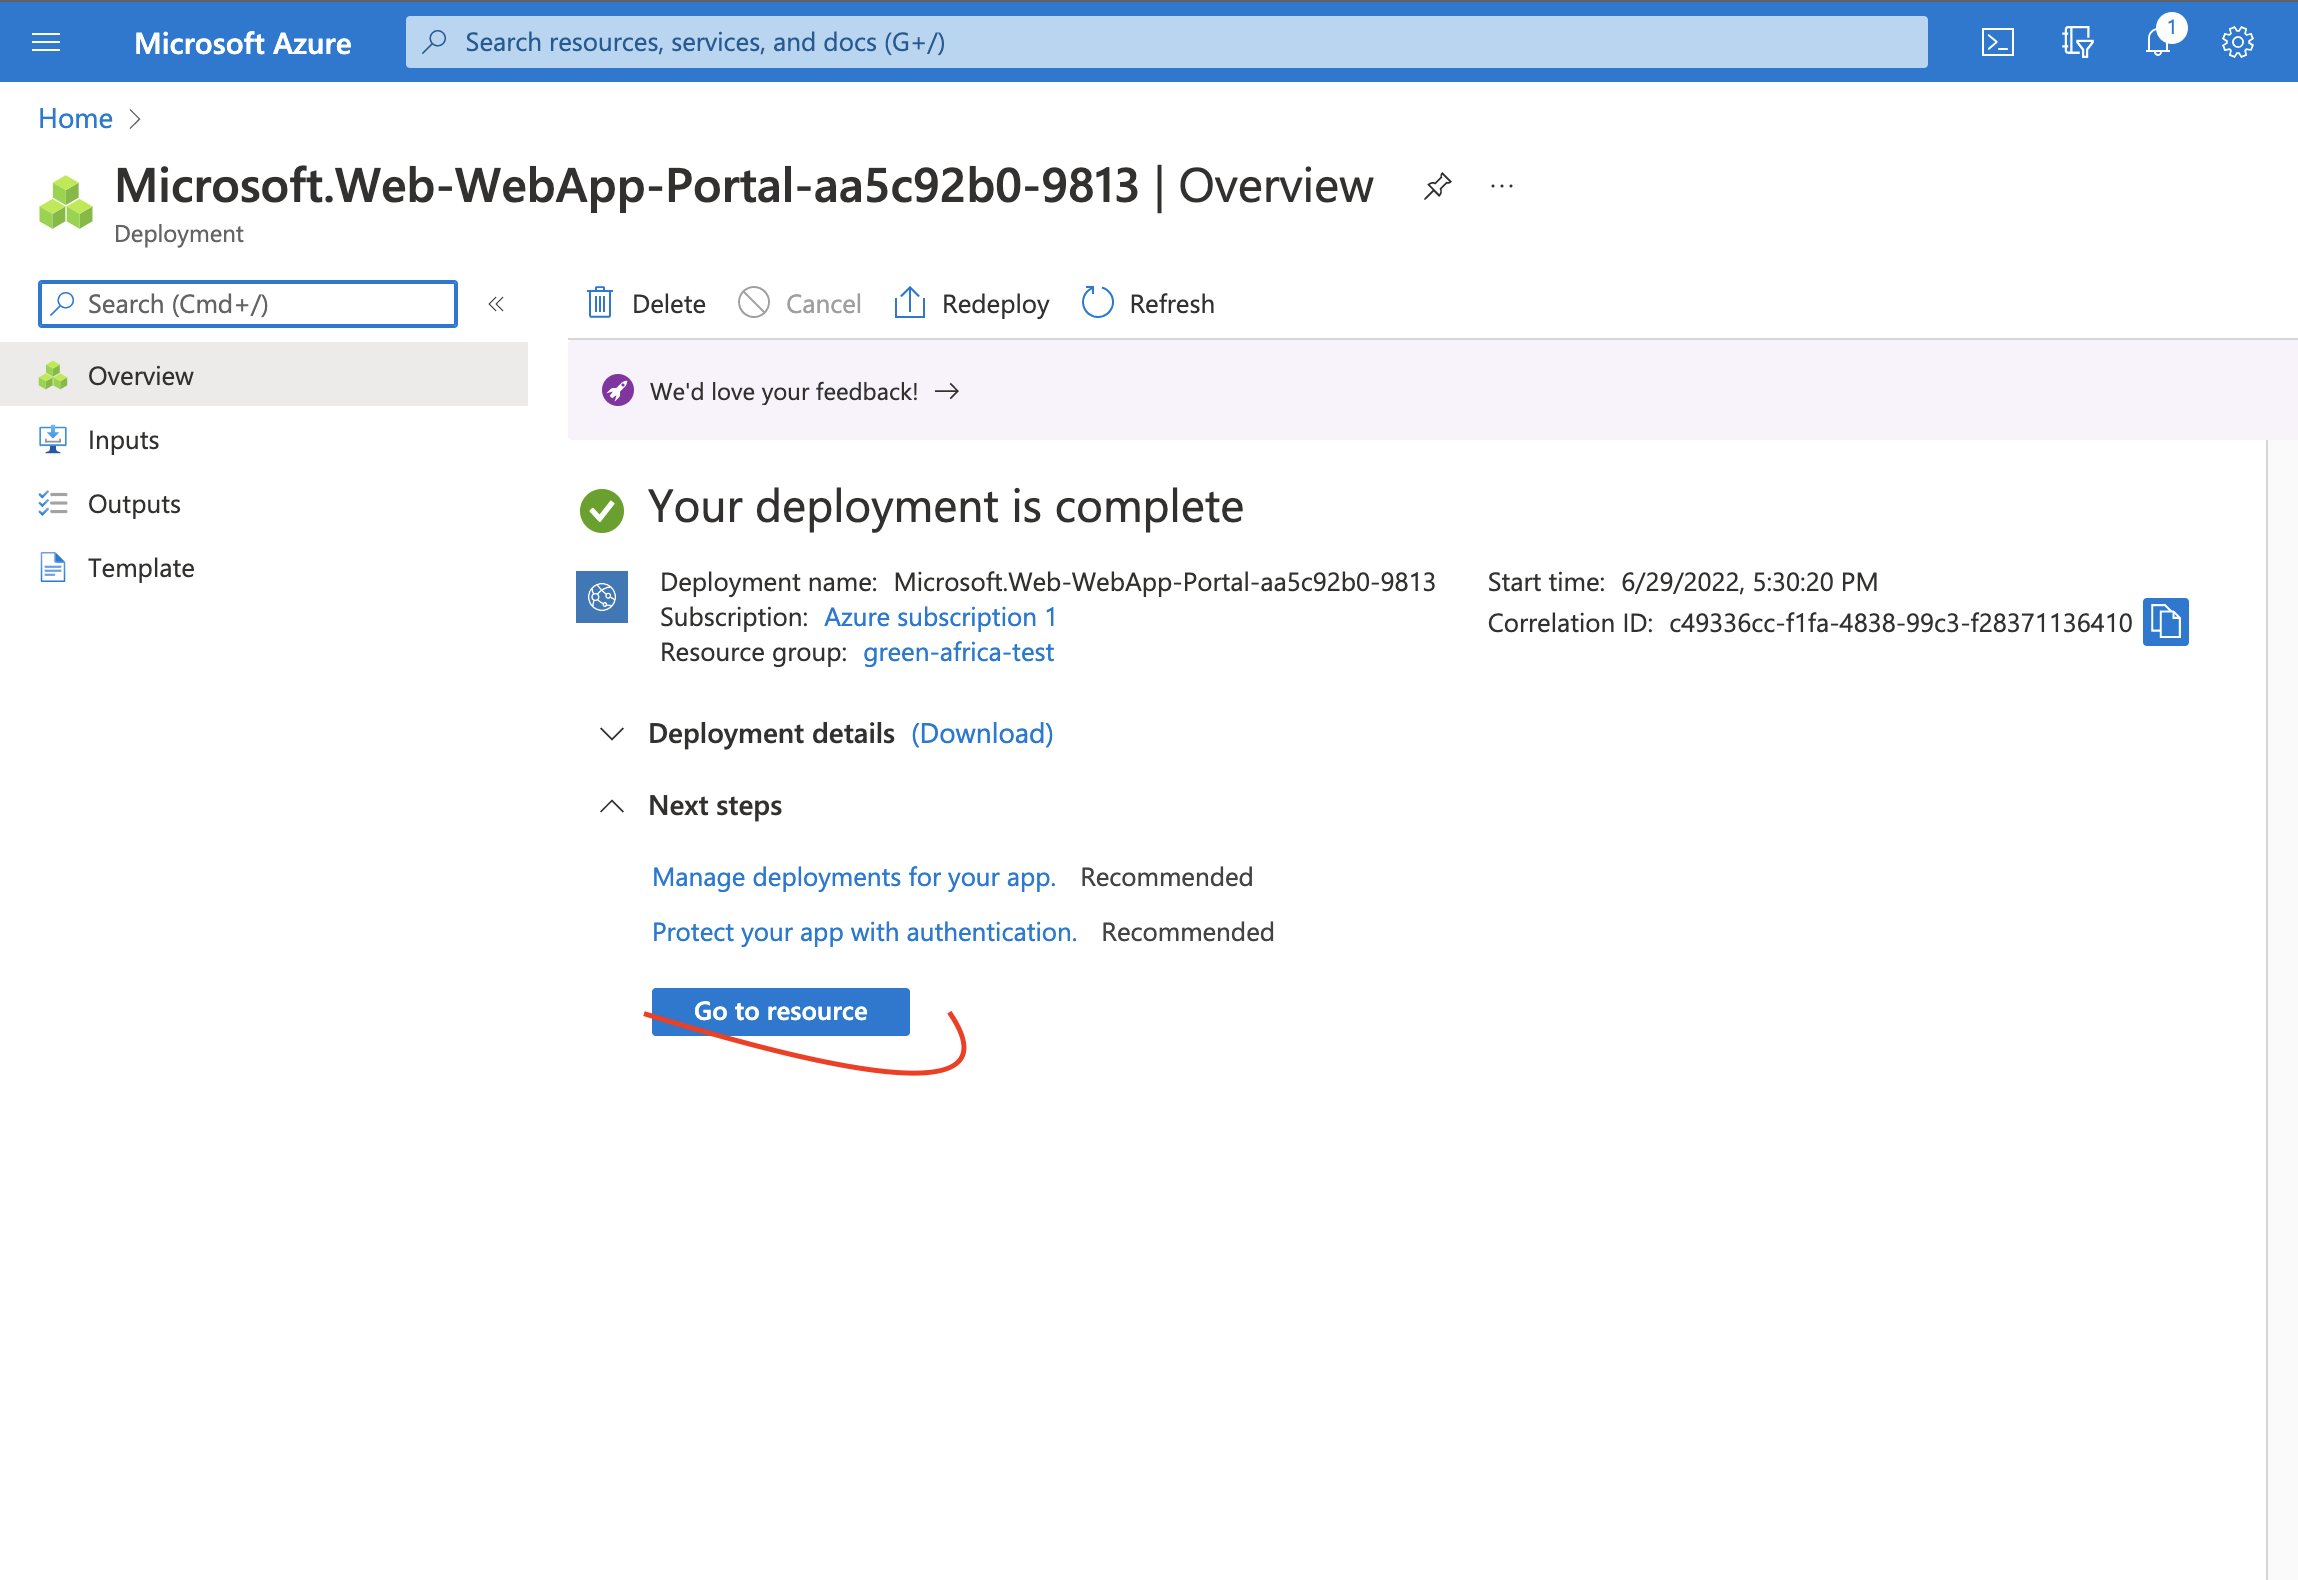 Microsoft Azure
Search resources, services, and docs (G+/)
1
Home
Microsoft.Web-WebApp-Portal-aa5c92b0-9813 | Overview
Deployment
Search (Cmd+/)
Delete
Cancel
Redeploy
Refresh
Overview
Inputs
Outputs
Template
We'd love your feedback!
Your deployment is complete
Deployment name: Microsoft.Web-WebApp-Portal-aa5c92b0-9813
Subscription: Azure subscription 1
Resource group: green-africa-test
Start time: 6/29/2022, 5:30:20 PM
Correlation ID: c49336cc-f1fa-4838-99c3-f28371136410
Deployment details (Download)
Next steps
Manage deployments for your app. Recommended
Protect your app with authentication. Recommended
Go to resource